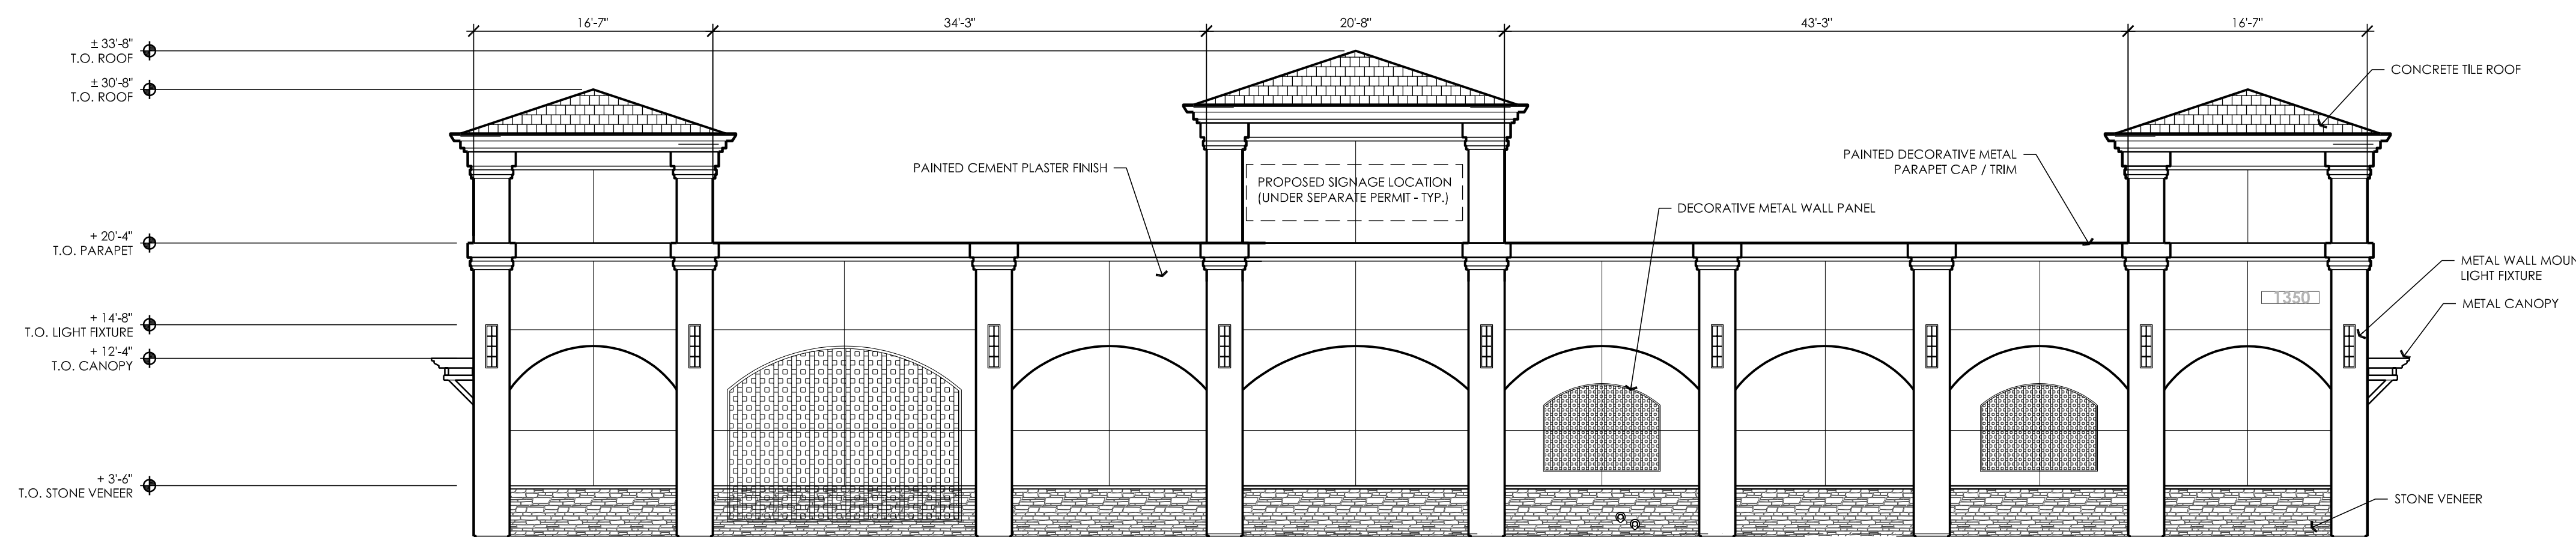 16'-7"
34'-3"
20'-8"
43'-3"
16'-7"
± 33'-8"
T.O. ROOF
± 30'-8"
T.O. ROOF
CONCRETE TILE ROOF
PAINTED CEMENT PLASTER FINISH
PROPOSED SIGNAGE LOCATION
(UNDER SEPARATE PERMIT - TYP.)
PAINTED DECORATIVE METAL
PARAPET CAP / TRIM
DECORATIVE METAL WALL PANEL
+ 20'-4"
T.O. PARAPET
METAL WALL MOUN
LIGHT FIXTURE
1350
METAL CANOPY
+ 14'-8"
T.O. LIGHT FIXTURE
+ 12'-4"
T.O. CANOPY
+ 3'-6"
T.O. STONE VENEER
STONE VENEER